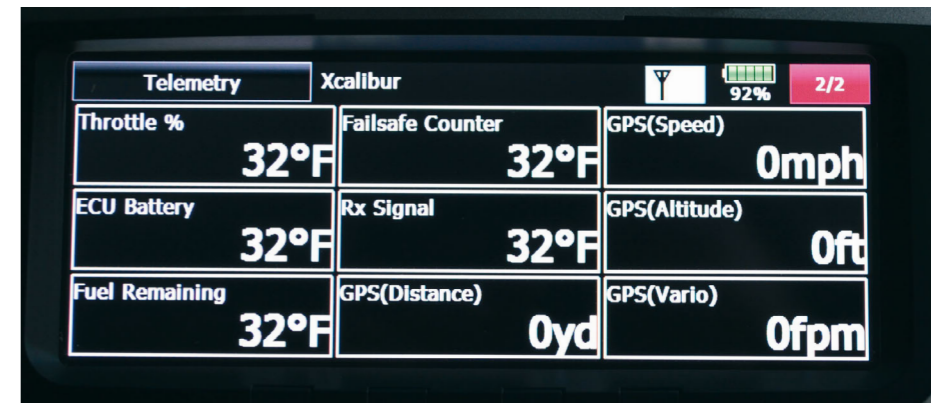 Telemetry Xcalibur 92% 2/2
Throttle % Failsafe Counter GPS(Speed)
32°F 32°F 0mph
ECU Battery Rx Signal GPS(Altitude)
32°F 32°F 0ft
Fuel Remaining GPS(Distance) GPS(Vario)
32°F 0yd 0fpm